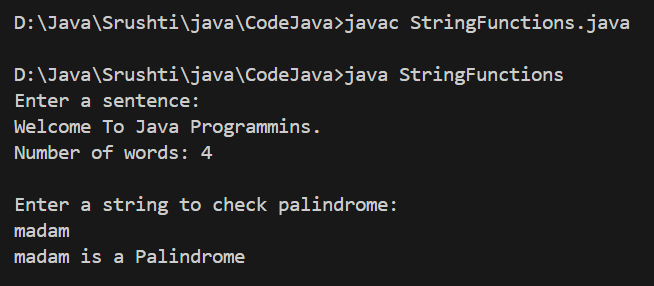 D:\Java\Srushti\java\CodeJava>javac StringFunctions.java
D:\Java\Srushti\java\CodeJava>java StringFunctions
Enter a sentence:
Welcome To Java Programmins.
Number of words: 4
Enter a string to check palindrome:
madam
madam is a Palindrome